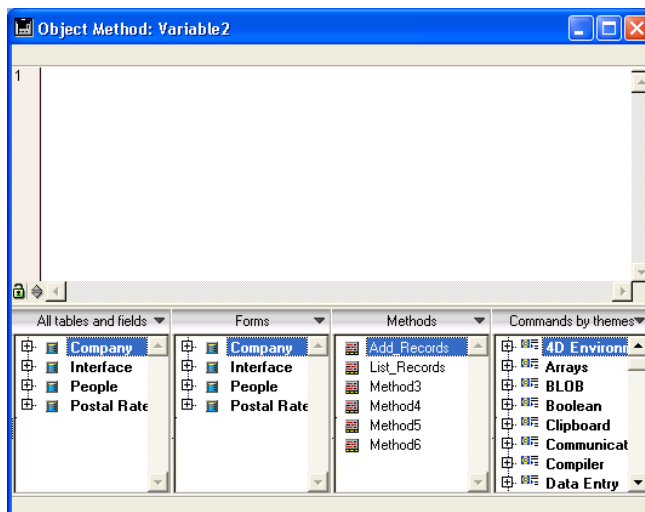 Object Method: Variable2
1
All tables and fields
Company
Interface
People
Postal Rate
Forms
Company
Interface
People
Postal Rate
Methods
Add_Records
List_Records
Method3
Method4
Method5
Method6
Commands by themes
4D Environm
Arrays
BLOB
Boolean
Clipboard
Communicat
Compiler
Data Entry